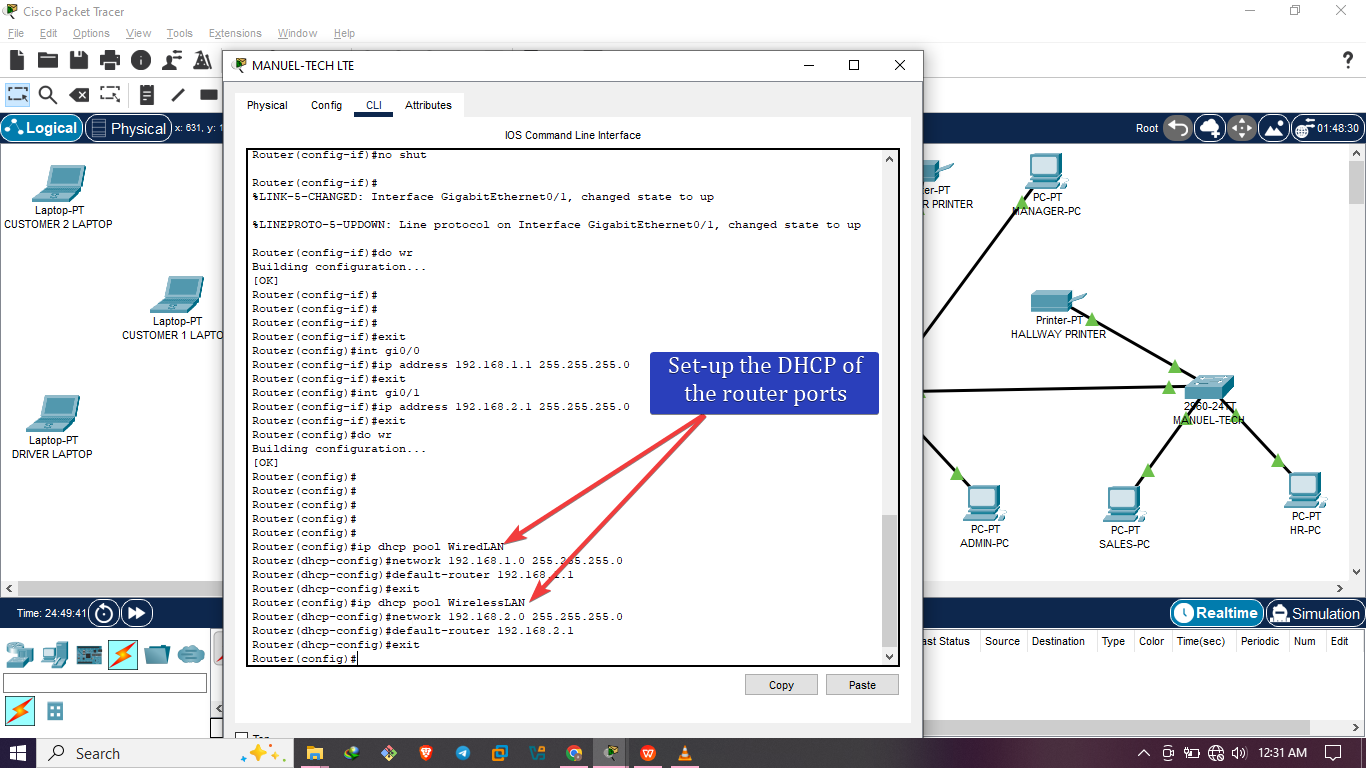 Cisco Packet Tracer
File Edit Options View Tools Extensions Window Help
Logical
Physical
x: 631, y: 1
Root
01:48:30
MANUEL-TECH LTE
Physical Config CLI Attributes
IOS Command Line Interface
Router(config-if)#no shut
Router(config-if)#
%LINK-5-CHANGED: Interface GigabitEthernet0/1, changed state to up
%LINEPROTO-5-UPDOWN: Line protocol on Interface GigabitEthernet0/1, changed state to up
Router(config-if)#do wr
Building configuration...
[OK]
Router(config-if)#
Router(config-if)#
Router(config-if)#
Router(config-if)#exit
Router(config)#int gi0/0
Router(config-if)#ip address 192.168.1.1 255.255.255.0
Router(config-if)#exit
Router(config)#int gi0/1
Router(config-if)#ip address 192.168.2.1 255.255.255.0
Router(config-if)#exit
Router(config)#do wr
Building configuration...
[OK]
Router(config)#
Router(config)#
Router(config)#
Router(config)#
Router(config)#
Router(config)#ip dhcp pool WiredLAN
Router(dhcp-config)#network 192.168.1.0 255.255.255.0
Router(dhcp-config)#default-router 192.168.1.1
Router(dhcp-config)#exit
Router(config)#ip dhcp pool WirelessLAN
Router(dhcp-config)#network 192.168.2.0 255.255.255.0
Router(dhcp-config)#default-router 192.168.2.1
Router(dhcp-config)#exit
Router(config)#
Set-up the DHCP of
the router ports
Copy
Paste
Top
Laptop-PT
CUSTOMER 2 LAPTOP
Laptop-PT
CUSTOMER 1 LAPTO
Laptop-PT
DRIVER LAPTOP
er-PT
R PRINTER
PC-PT
MANAGER-PC
Printer-PT
HALLWAY PRINTER
2960-24TT
MANUEL-TECH
PC-PT
ADMIN-PC
PC-PT
SALES-PC
PC-PT
HR-PC
Time: 24:49:41
Realtime
Simulation
ast Status Source Destination Type Color Time(sec) Periodic Num Edit
Search
12:31 AM